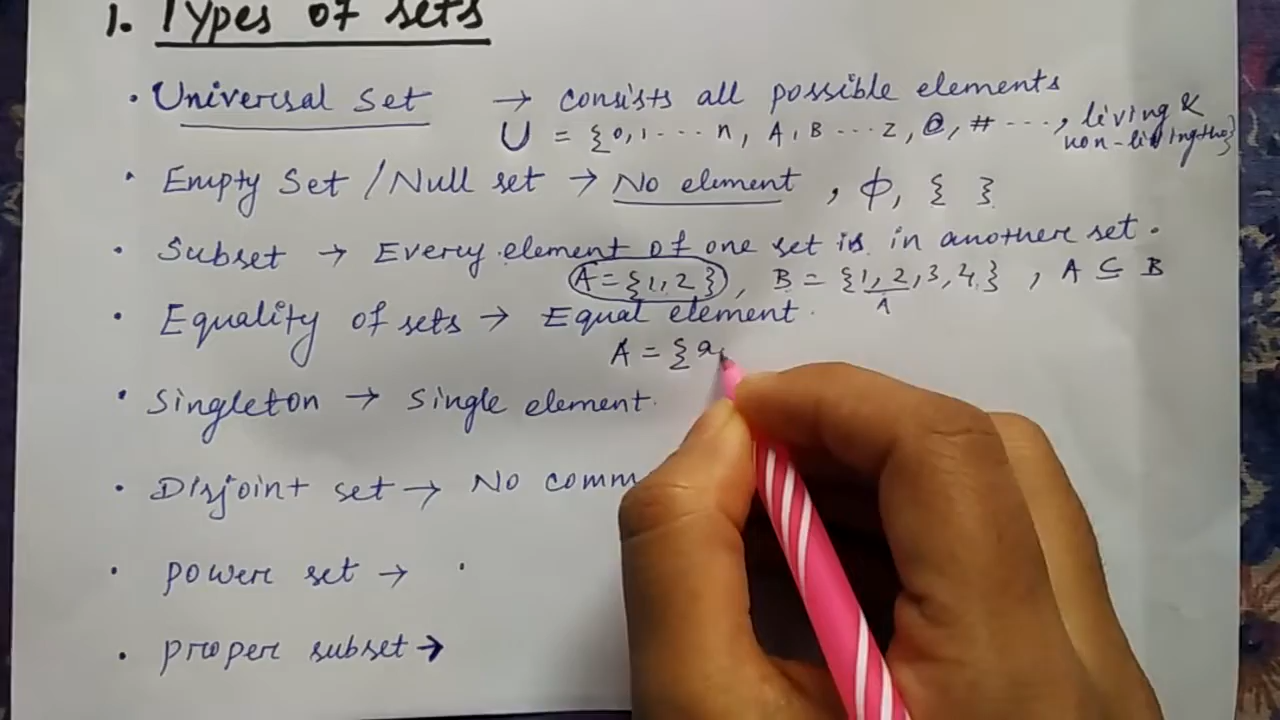 1. Types of sets
• Universal set → consists all possible elements
U = {0, 1 --- n, A, B --- Z, @, # ---, living &
non-living
• Empty Set / Null set → No element, φ, { }
• Subset → Every element of one set is in another set.
A = {1, 2}, B = {1, 2, 3, 4}, A ⊆ B
A
• Equality of sets → Equal element.
A = {a,
• Singleton → single element.
• Disjoint set → No comm
• power set →
• proper subset →